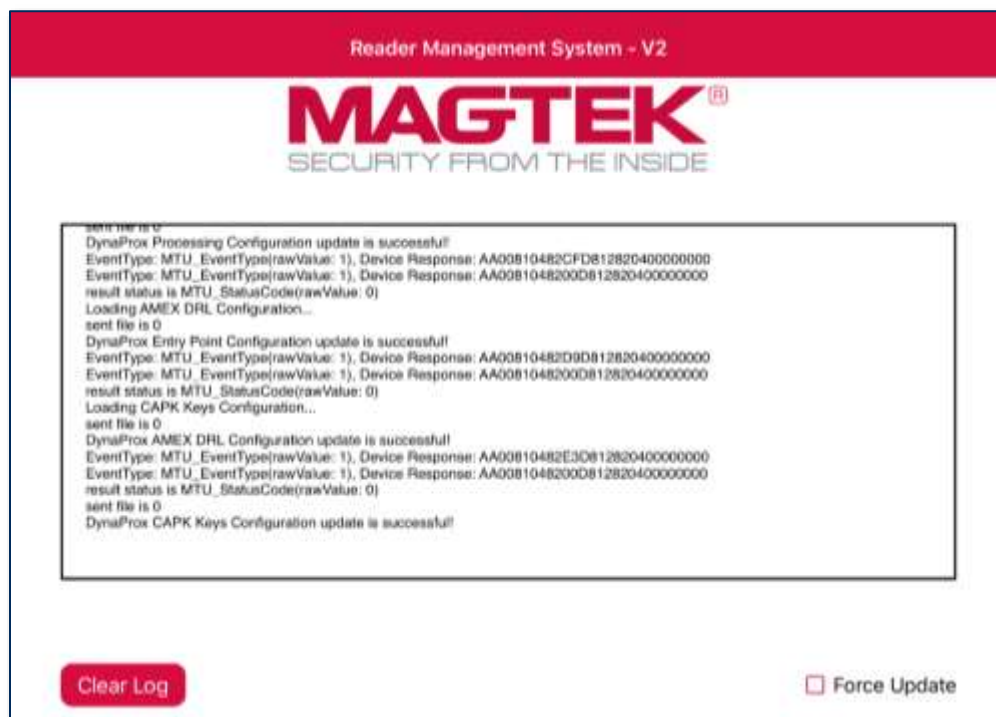 Reader Management System - V2
MAGTEK®
SECURITY FROM THE INSIDE
sent file is 0
DynaProx Processing Configuration update is successful!
EventType: MTU_EventType(rawValue: 1), Device Response: AA00810482CFD812820400000000
EventType: MTU_EventType(rawValue: 1), Device Response: AA0081048200D812820400000000
result status is MTU_StatusCode(rawValue: 0)
Loading AMEX DRL Configuration...
sent file is 0
DynaProx Entry Point Configuration update is successful!
EventType: MTU_EventType(rawValue: 1), Device Response: AA00810482D9D812820400000000
EventType: MTU_EventType(rawValue: 1), Device Response: AA0081048200D812820400000000
result status is MTU_StatusCode(rawValue: 0)
Loading CAPK Keys Configuration...
sent file is 0
DynaProx AMEX DRL Configuration update is successful!
EventType: MTU_EventType(rawValue: 1), Device Response: AA00810482E3D812820400000000
EventType: MTU_EventType(rawValue: 1), Device Response: AA0081048200D812820400000000
result status is MTU_StatusCode(rawValue: 0)
sent file is 0
DynaProx CAPK Keys Configuration update is successful!
Clear Log
Force Update